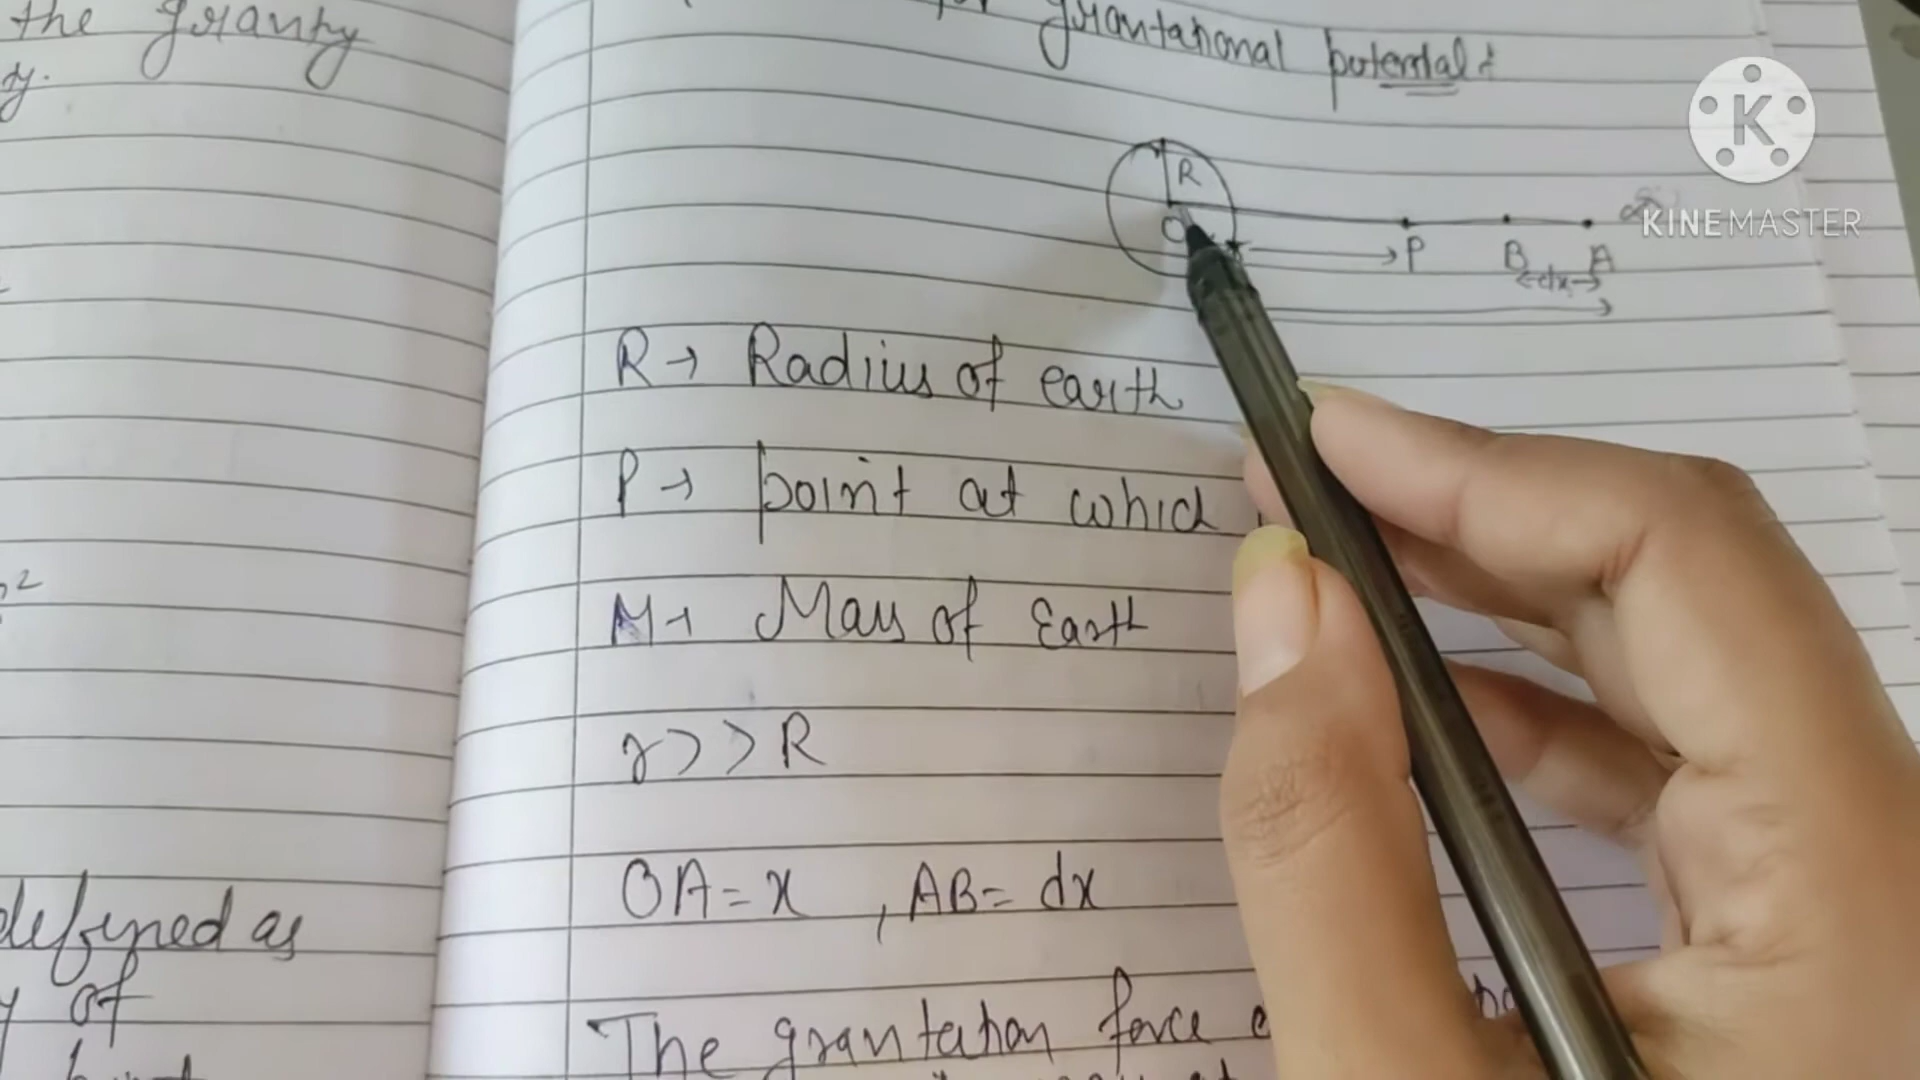 the gravity
gravitational potential :
K
KINEMASTER
R
O
P
B
A
dx
∞
R → Radius of earth
P → point at which
M → Mass of Earth
r >> R
OA = x , AB = dx
defined as
of
The gravitation force